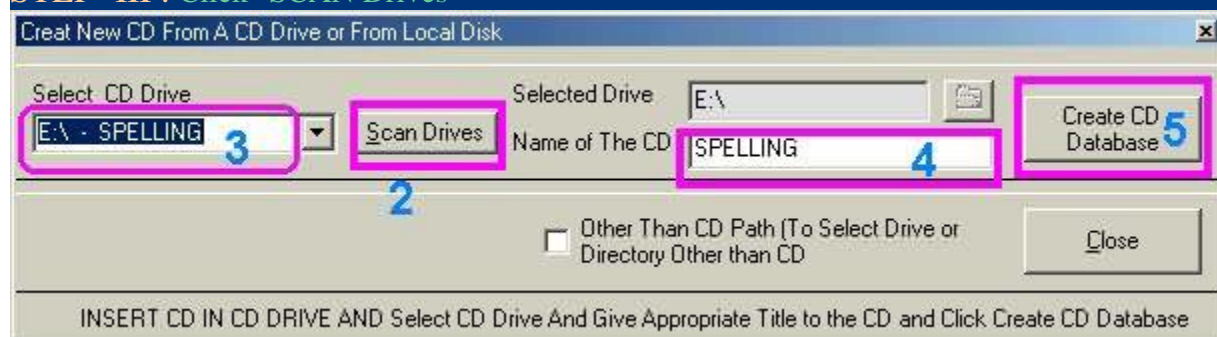 STEP III : Click "SCAN Drives"
Creat New CD From A CD Drive or From Local Disk
Select CD Drive
E:\ - SPELLING
3
Scan Drives
2
Selected Drive E:\
Name of The CD SPELLING
4
Create CD
Database
5
Other Than CD Path (To Select Drive or
Directory Other than CD
Close
INSERT CD IN CD DRIVE AND Select CD Drive And Give Appropriate Title to the CD and Click Create CD Database